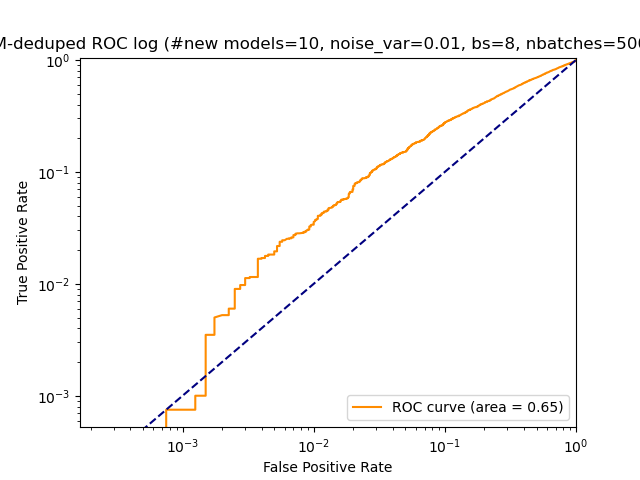 M-deduped ROC log (#new models=10, noise_var=0.01, bs=8, nbatches=500
10⁰
10⁻¹
10⁻²
10⁻³
True Positive Rate
ROC curve (area = 0.65)
10⁻³
10⁻²
10⁻¹
10⁰
False Positive Rate